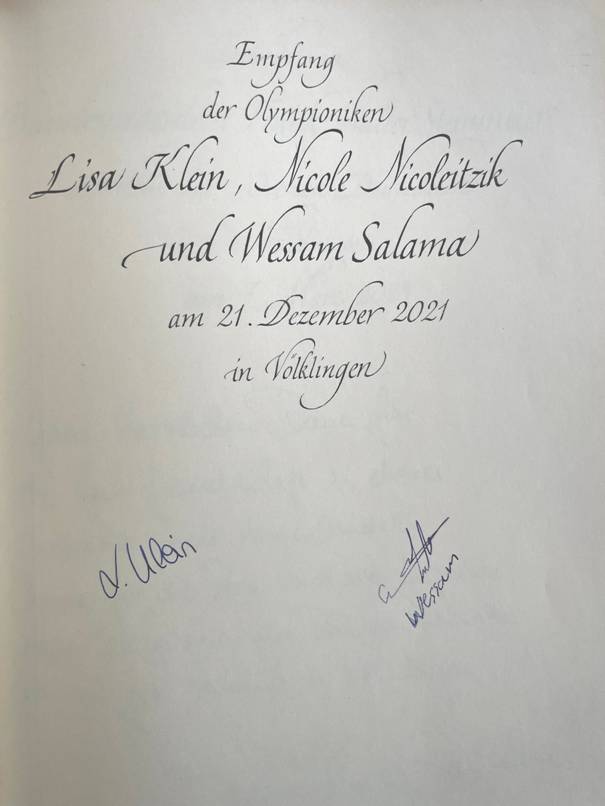 Empfang
der Olympioniken
Lisa Klein, Nicole Nicoleitzik
und Wessam Salama
am 21. Dezember 2021
in Völklingen
L. Klein
Wessam